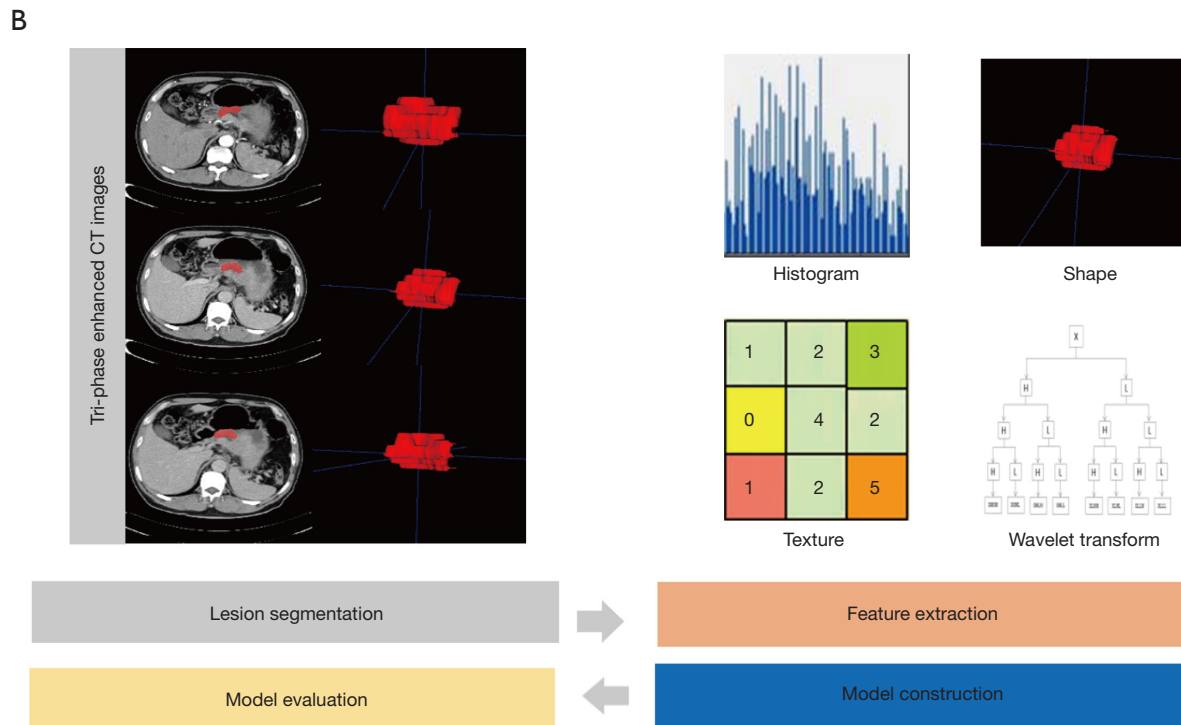 B
Tri-phase enhanced CT images
Histogram
Shape
1 2 3
0 4 2
1 2 5
Texture
X
H L
H L H L
H L H L H L H L
Wavelet transform
Lesion segmentation
Feature extraction
Model evaluation
Model construction